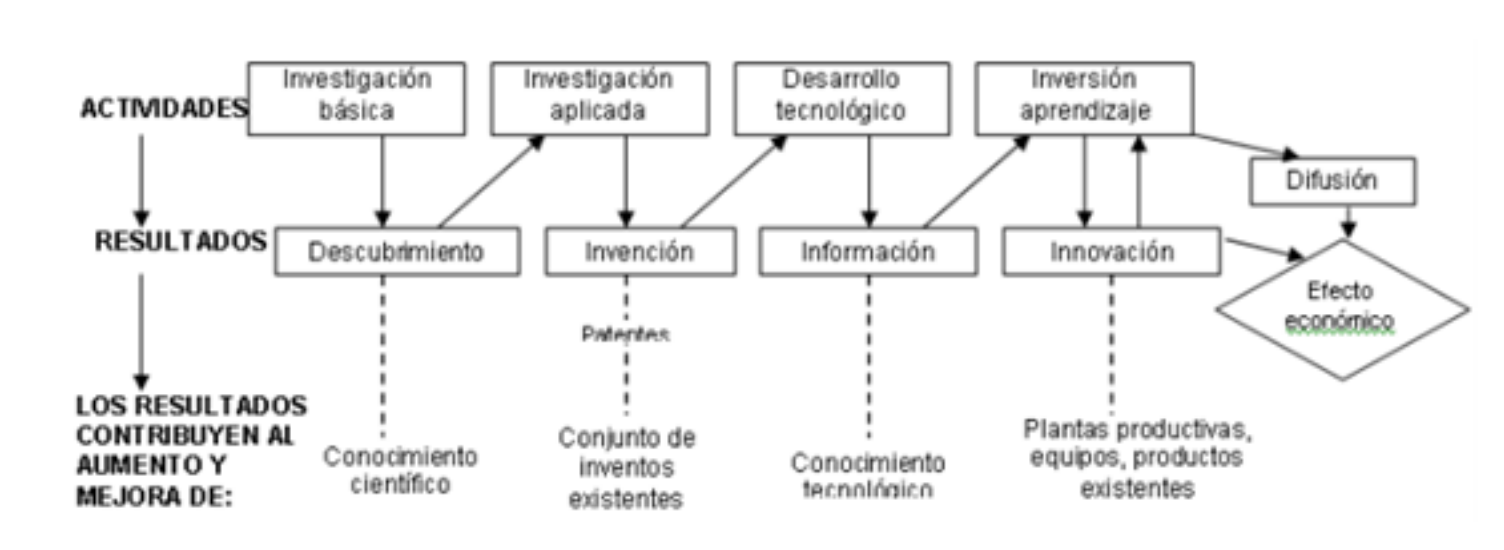 ACTIVIDADES
Investigación
básica
Investigación
aplicada
Desarrollo
tecnológico
Inversión
aprendizaje
Difusión
RESULTADOS
Descubrimiento
Invención
Información
Innovación
Efecto
económico
Patentes
LOS RESULTADOS
CONTRIBUYEN AL
AUMENTO Y
MEJORA DE:
Conocimiento
científico
Conjunto de
inventos
existentes
Conocimiento
tecnológico
Plantas productivas,
equipos, productos
existentes